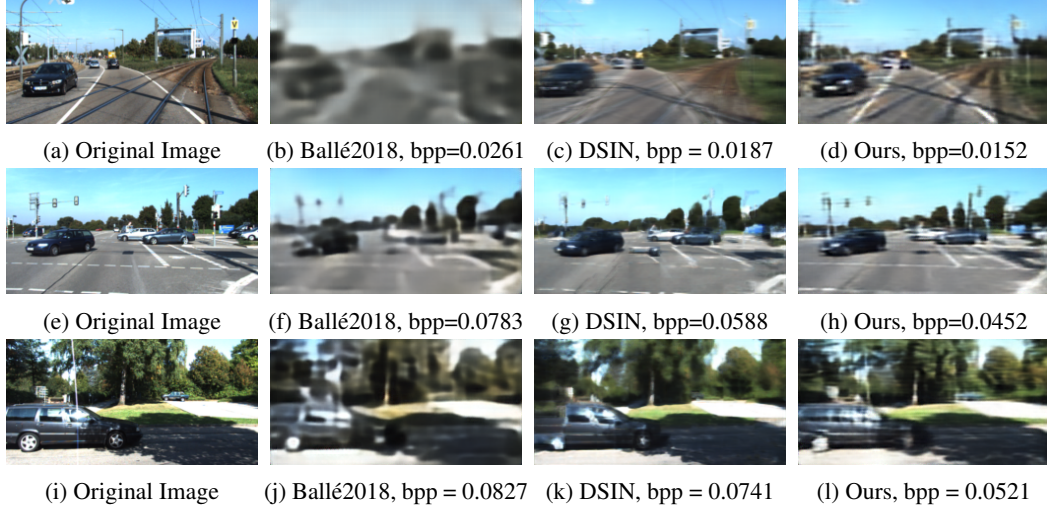 (a) Original Image (b) Ballé2018, bpp=0.0261 (c) DSIN, bpp = 0.0187 (d) Ours, bpp=0.0152
(e) Original Image (f) Ballé2018, bpp=0.0783 (g) DSIN, bpp=0.0588 (h) Ours, bpp=0.0452
(i) Original Image (j) Ballé2018, bpp = 0.0827 (k) DSIN, bpp = 0.0741 (l) Ours, bpp = 0.0521